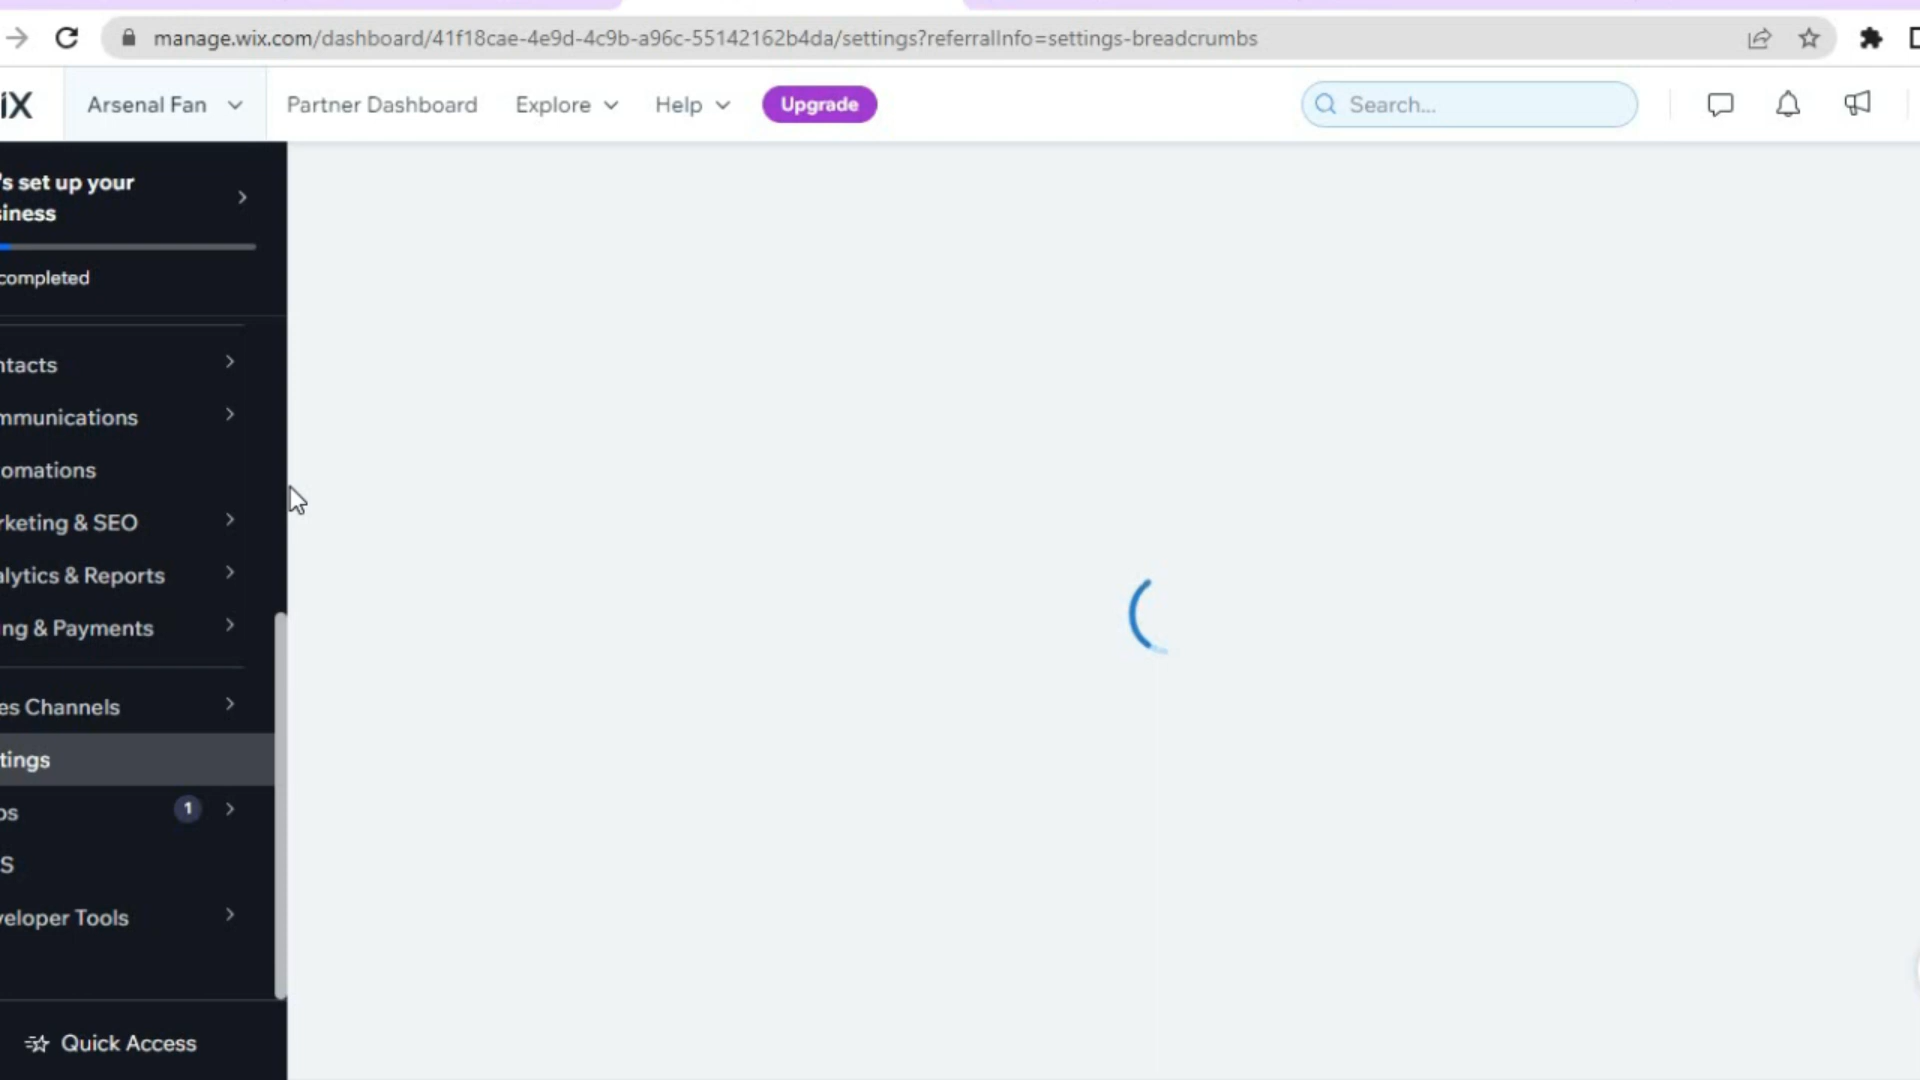 manage.wix.com/dashboard/41f18cae-4e9d-4c9b-a96c-55142162b4da/settings?referralInfo=settings-breadcrumbs
iX Arsenal Fan Partner Dashboard Explore Help Upgrade Search...
's set up your
siness
completed
ntacts
mmunications
omations
rketing & SEO
alytics & Reports
ing & Payments
es Channels
tings
os 1
S
veloper Tools
Quick Access